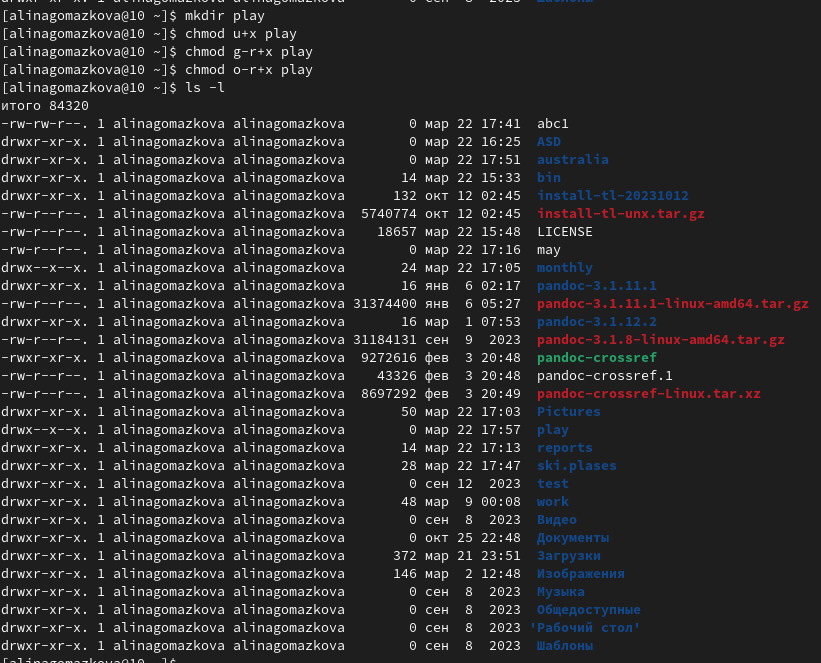 drwxr-xr-x. 1 alinagomazkova alinagomazkova 0 сен 8 2023 Шаблоны
[alinagomazkova@10 ~]$ mkdir play
[alinagomazkova@10 ~]$ chmod u+x play
[alinagomazkova@10 ~]$ chmod g-r+x play
[alinagomazkova@10 ~]$ chmod o-r+x play
[alinagomazkova@10 ~]$ ls -l
итого 84320
-rw-rw-r--. 1 alinagomazkova alinagomazkova 0 мар 22 17:41 abc1
drwxr-xr-x. 1 alinagomazkova alinagomazkova 0 мар 22 16:25 ASD
drwxr-xr-x. 1 alinagomazkova alinagomazkova 0 мар 22 17:51 australia
drwxr-xr-x. 1 alinagomazkova alinagomazkova 14 мар 22 15:33 bin
drwxr-xr-x. 1 alinagomazkova alinagomazkova 132 окт 12 02:45 install-tl-20231012
-rw-r--r--. 1 alinagomazkova alinagomazkova 5740774 окт 12 02:45 install-tl-unx.tar.gz
-rw-r--r--. 1 alinagomazkova alinagomazkova 18657 мар 22 15:48 LICENSE
-rw-r--r--. 1 alinagomazkova alinagomazkova 0 мар 22 17:16 may
drwx--x--x. 1 alinagomazkova alinagomazkova 24 мар 22 17:05 monthly
drwxr-xr-x. 1 alinagomazkova alinagomazkova 16 янв 6 02:17 pandoc-3.1.11.1
-rw-r--r--. 1 alinagomazkova alinagomazkova 31374400 янв 6 05:27 pandoc-3.1.11.1-linux-amd64.tar.gz
drwxr-xr-x. 1 alinagomazkova alinagomazkova 16 мар 1 07:53 pandoc-3.1.12.2
-rw-r--r--. 1 alinagomazkova alinagomazkova 31184131 сен 9 2023 pandoc-3.1.8-linux-amd64.tar.gz
-rwxr-xr-x. 1 alinagomazkova alinagomazkova 9272616 фев 3 20:48 pandoc-crossref
-rw-r--r--. 1 alinagomazkova alinagomazkova 43326 фев 3 20:48 pandoc-crossref.1
-rw-r--r--. 1 alinagomazkova alinagomazkova 8697292 фев 3 20:49 pandoc-crossref-Linux.tar.xz
drwxr-xr-x. 1 alinagomazkova alinagomazkova 50 мар 22 17:03 Pictures
drwx--x--x. 1 alinagomazkova alinagomazkova 0 мар 22 17:57 play
drwxr-xr-x. 1 alinagomazkova alinagomazkova 14 мар 22 17:13 reports
drwxr-xr-x. 1 alinagomazkova alinagomazkova 28 мар 22 17:47 ski.plases
drwxr-xr-x. 1 alinagomazkova alinagomazkova 0 сен 12 2023 test
drwxr-xr-x. 1 alinagomazkova alinagomazkova 48 мар 9 00:08 work
drwxr-xr-x. 1 alinagomazkova alinagomazkova 0 сен 8 2023 Видео
drwxr-xr-x. 1 alinagomazkova alinagomazkova 0 окт 25 22:48 Документы
drwxr-xr-x. 1 alinagomazkova alinagomazkova 372 мар 21 23:51 Загрузки
drwxr-xr-x. 1 alinagomazkova alinagomazkova 146 мар 2 12:48 Изображения
drwxr-xr-x. 1 alinagomazkova alinagomazkova 0 сен 8 2023 Музыка
drwxr-xr-x. 1 alinagomazkova alinagomazkova 0 сен 8 2023 Общедоступные
drwxr-xr-x. 1 alinagomazkova alinagomazkova 0 сен 8 2023 'Рабочий стол'
drwxr-xr-x. 1 alinagomazkova alinagomazkova 0 сен 8 2023 Шаблоны
[alinagomazkova@10 ~]$